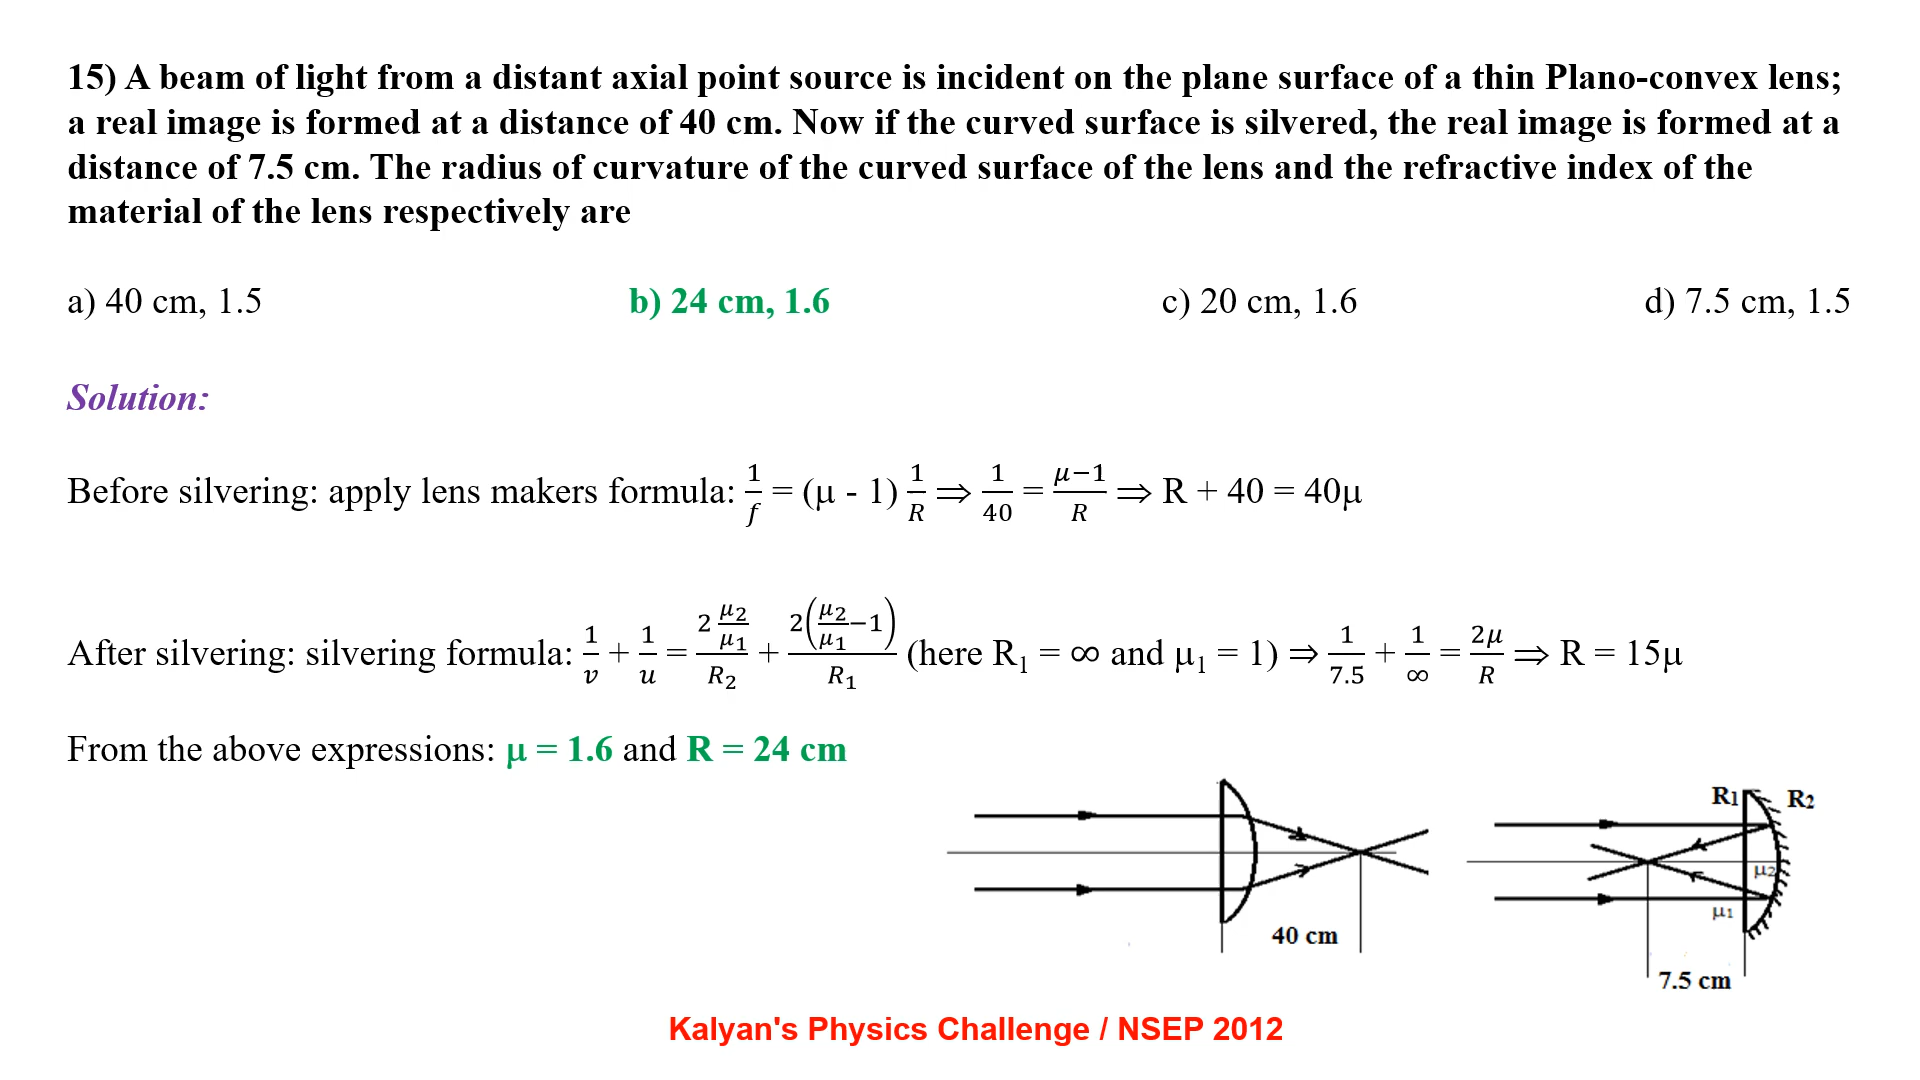 15) A beam of light from a distant axial point source is incident on the plane surface of a thin Plano-convex lens;
a real image is formed at a distance of 40 cm. Now if the curved surface is silvered, the real image is formed at a
distance of 7.5 cm. The radius of curvature of the curved surface of the lens and the refractive index of the
material of the lens respectively are
a) 40 cm, 1.5 b) 24 cm, 1.6 c) 20 cm, 1.6 d) 7.5 cm, 1.5
Solution:
Before silvering: apply lens makers formula: 1/f = (μ - 1) 1/R ⇒ 1/40 = (μ−1)/R ⇒ R + 40 = 40μ
After silvering: silvering formula: 1/v + 1/u = (2 μ₂/μ₁)/R₂ + 2(μ₂/μ₁−1)/R₁ (here R₁ = ∞ and μ₁ = 1) ⇒ 1/7.5 + 1/∞ = 2μ/R ⇒ R = 15μ
From the above expressions: μ = 1.6 and R = 24 cm
R₁ R₂
μ₂
μ₁
40 cm
7.5 cm
Kalyan's Physics Challenge / NSEP 2012